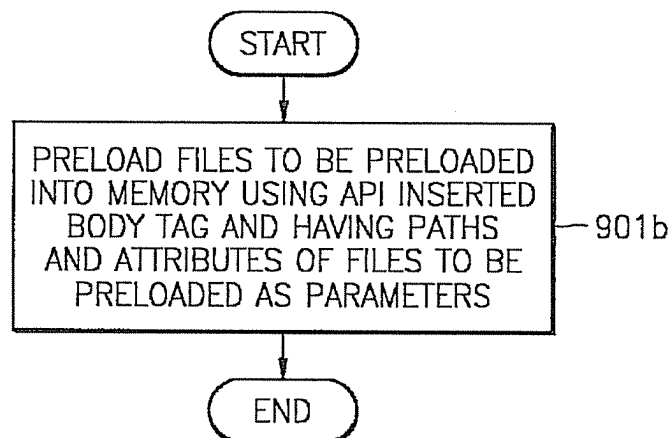 START
PRELOAD FILES TO BE PRELOADED
INTO MEMORY USING API INSERTED
BODY TAG AND HAVING PATHS
AND ATTRIBUTES OF FILES TO BE
PRELOADED AS PARAMETERS
901b
END